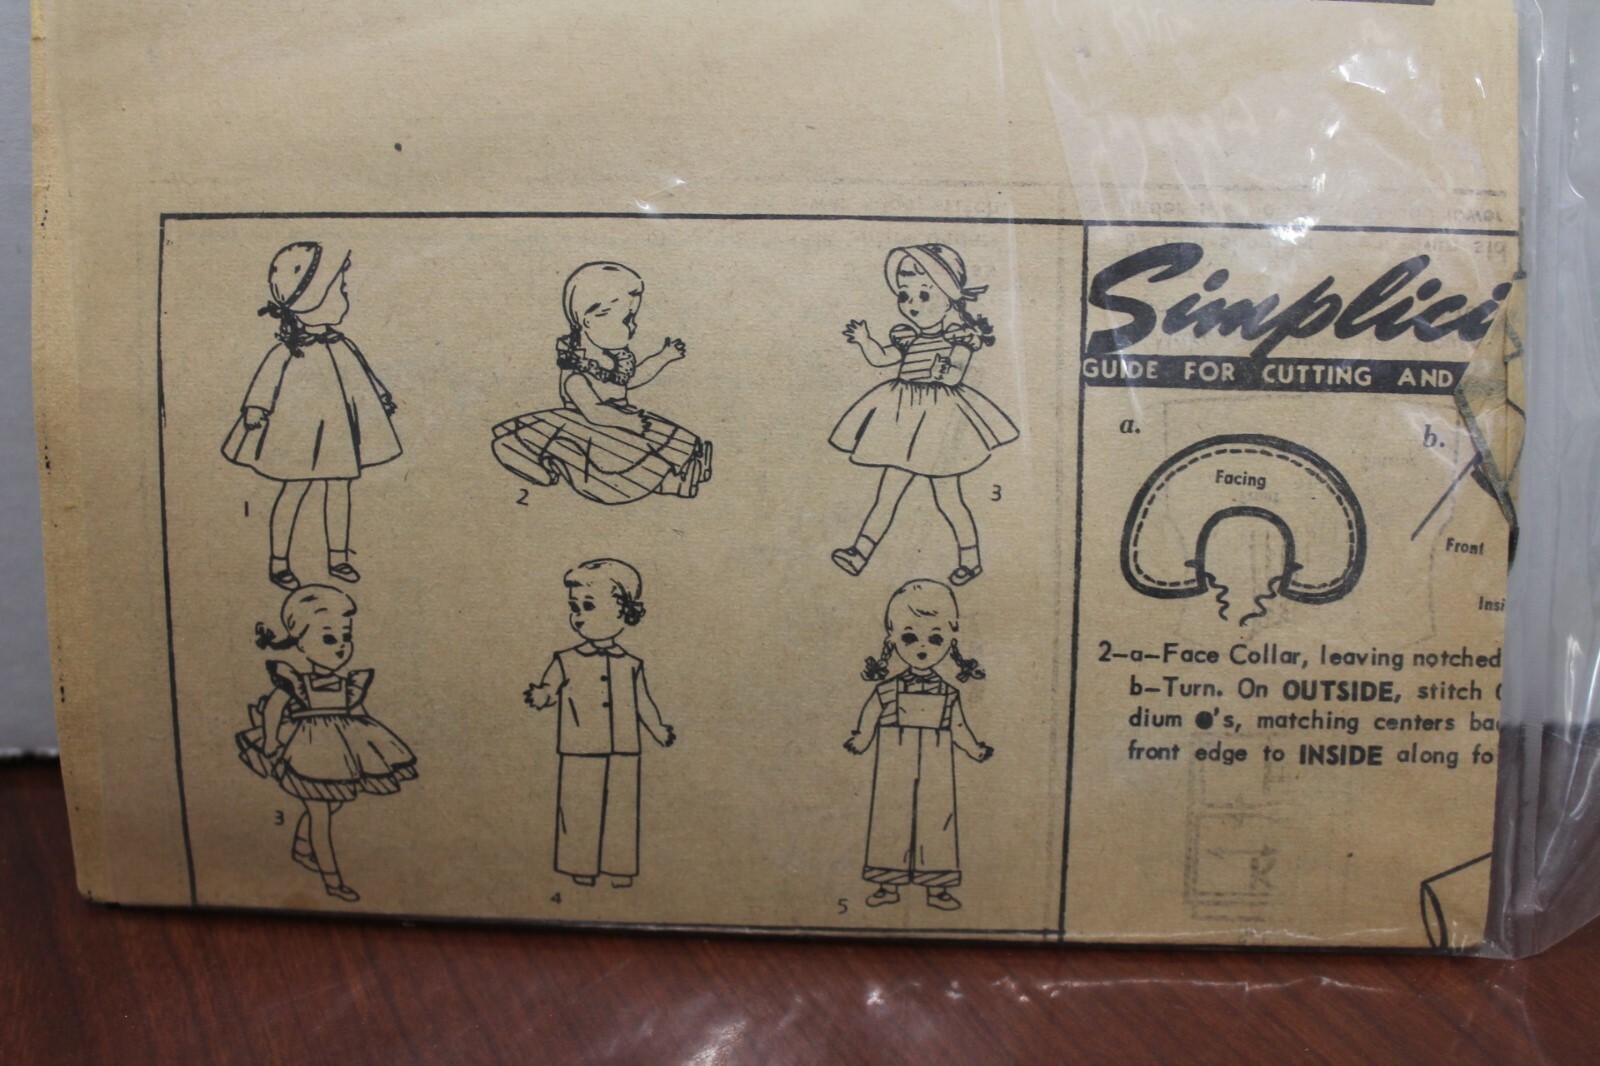 1
2
3
3
4
5
Simplici
GUIDE FOR CUTTING AND
a.
b.
Facing
Front
Insi
2—a—Face Collar, leaving notched
b—Turn. On OUTSIDE, stitch
dium ●'s, matching centers ba
front edge to INSIDE along fo